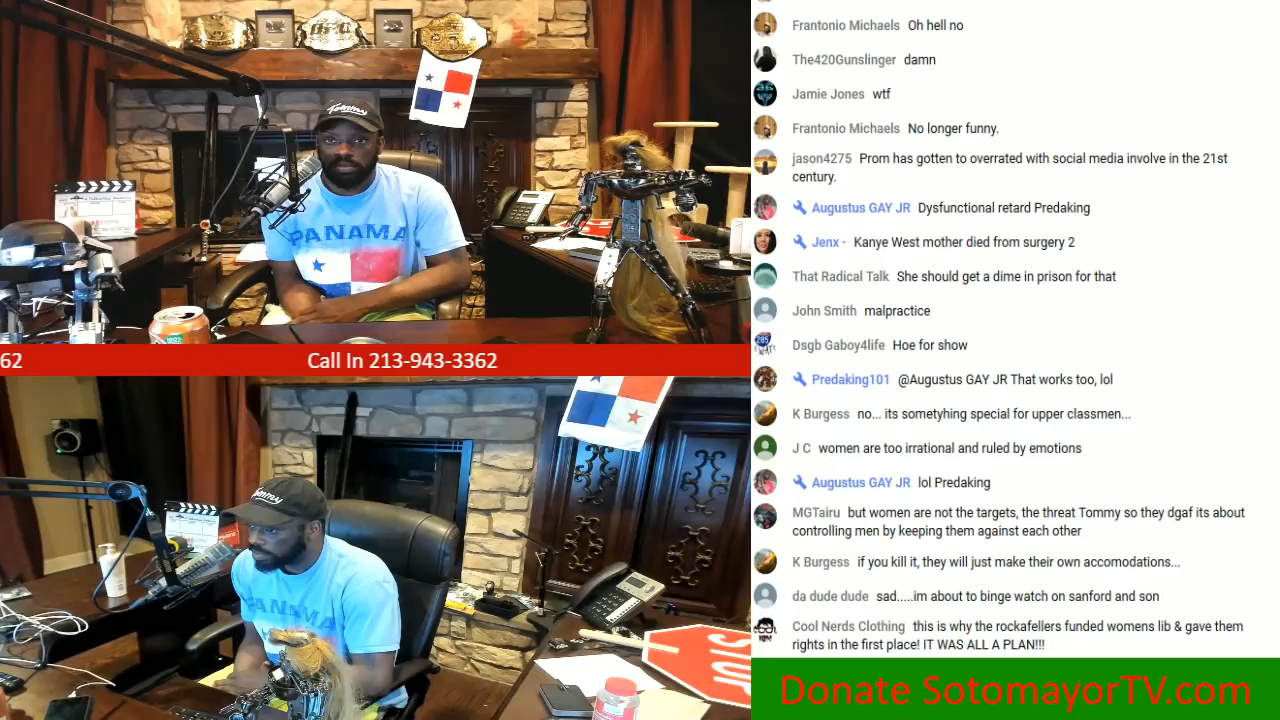 Tommy
PANAMA
62
Call In 213-943-3362
Tommy
PANAMA
STOP
Frantonio Michaels Oh hell no
The420Gunslinger damn
Jamie Jones wtf
Frantonio Michaels No longer funny.
jason4275 Prom has gotten to overrated with social media involve in the 21st
century.
Augustus GAY JR Dysfunctional retard Predaking
Jenx - Kanye West mother died from surgery 2
That Radical Talk She should get a dime in prison for that
John Smith malpractice
Dsgb Gaboy4life Hoe for show
Predaking101 @Augustus GAY JR That works too, lol
K Burgess no... its sometyhing special for upper classmen...
J C women are too irrational and ruled by emotions
Augustus GAY JR lol Predaking
MGTairu but women are not the targets, the threat Tommy so they dgaf its about
controlling men by keeping them against each other
K Burgess if you kill it, they will just make their own accomodations...
da dude dude sad.....im about to binge watch on sanford and son
Cool Nerds Clothing this is why the rockafellers funded womens lib & gave them
rights in the first place! IT WAS ALL A PLAN!!!
Donate SotomayorTV.com